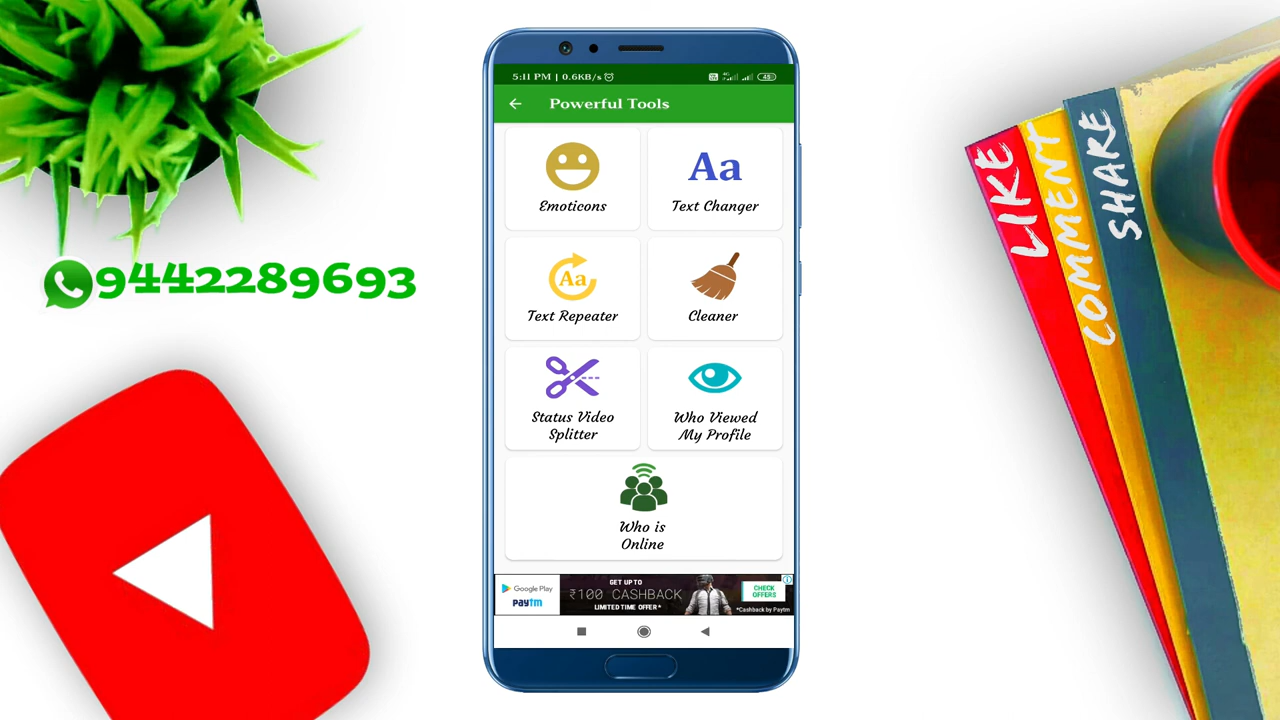 5:11 PM | 0.6KB/s
4G
45
Powerful Tools
Emoticons
Aa
Text Changer
Aa
Text Repeater
Cleaner
Status Video
Splitter
Who Viewed
My Profile
Who is
Online
Google Play
paytm
GET UP TO
₹100 CASHBACK
LIMITED TIME OFFER*
CHECK
OFFERS
*Cashback by Paytm
9442289693
LIKE
COMMENT
SHARE